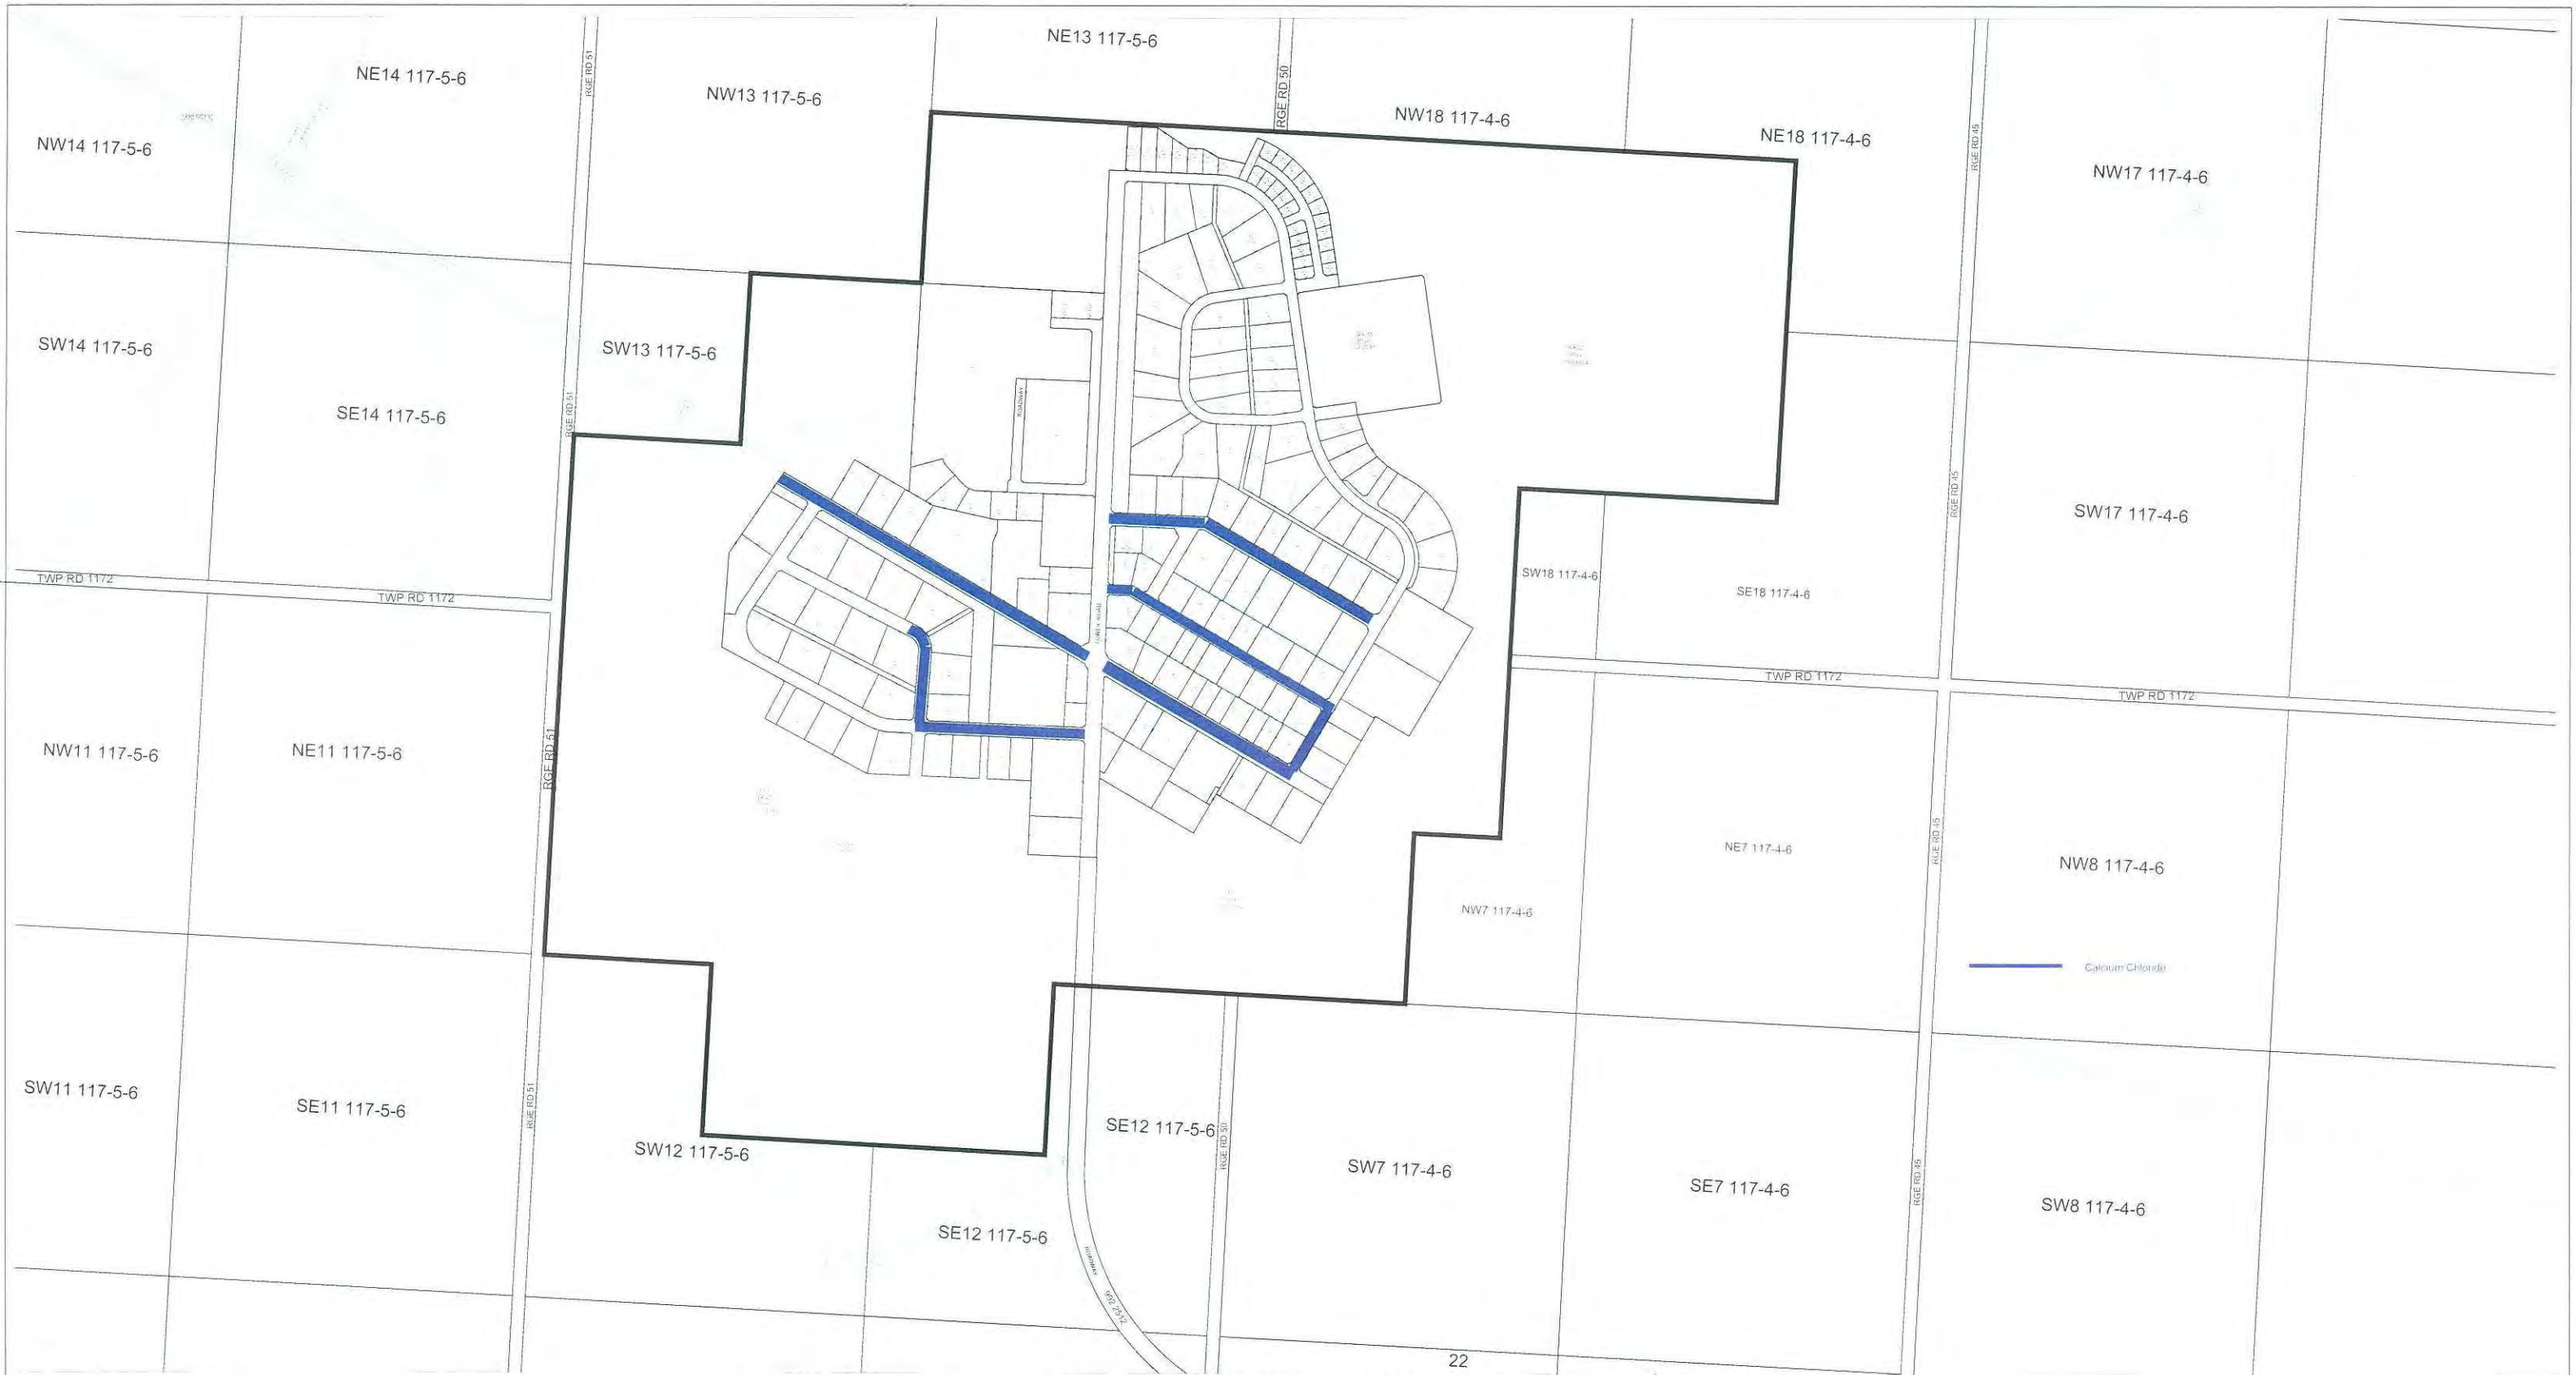 NE13 117-5-6
NE14 117-5-6
RGE RD 51
NW13 117-5-6
RGE RD 50
NW18 117-4-6
NE18 117-4-6
RGE RD 45
NW14 117-5-6
NW17 117-4-6
SW14 117-5-6
SW13 117-5-6
SE14 117-5-6
RGE RD 51
ROADWAY
RGE RD 45
SW17 117-4-6
TWP RD 1172
TWP RD 1172
SW18 117-4-6
SE18 117-4-6
TWP RD 1172
TWP RD 1172
NW11 117-5-6
NE11 117-5-6
RGE RD 51
NE7 117-4-6
RGE RD 45
NW8 117-4-6
NW7 117-4-6
Calcium Chloride
SW11 117-5-6
SE11 117-5-6
RGE RD 51
SW12 117-5-6
SE12 117-5-6
RGE RD 50
SW7 117-4-6
SE7 117-4-6
RGE RD 45
SW8 117-4-6
SE12 117-5-6
ROADWAY
992 2512
22